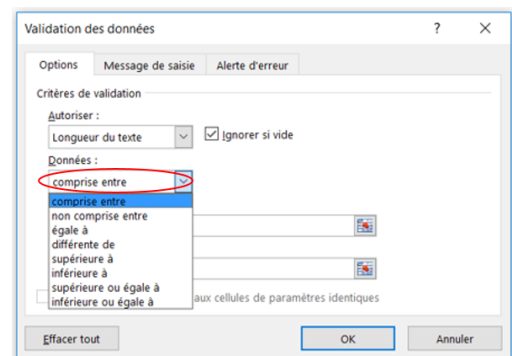 Validation des données ? ×
Options Message de saisie Alerte d'erreur
Critères de validation
Autoriser :
Longueur du texte Ignorer si vide
Données :
comprise entre
comprise entre
non comprise entre
égale à
différente de
supérieure à
inférieure à
supérieure ou égale à
inférieure ou égale à aux cellules de paramètres identiques
Effacer tout OK Annuler